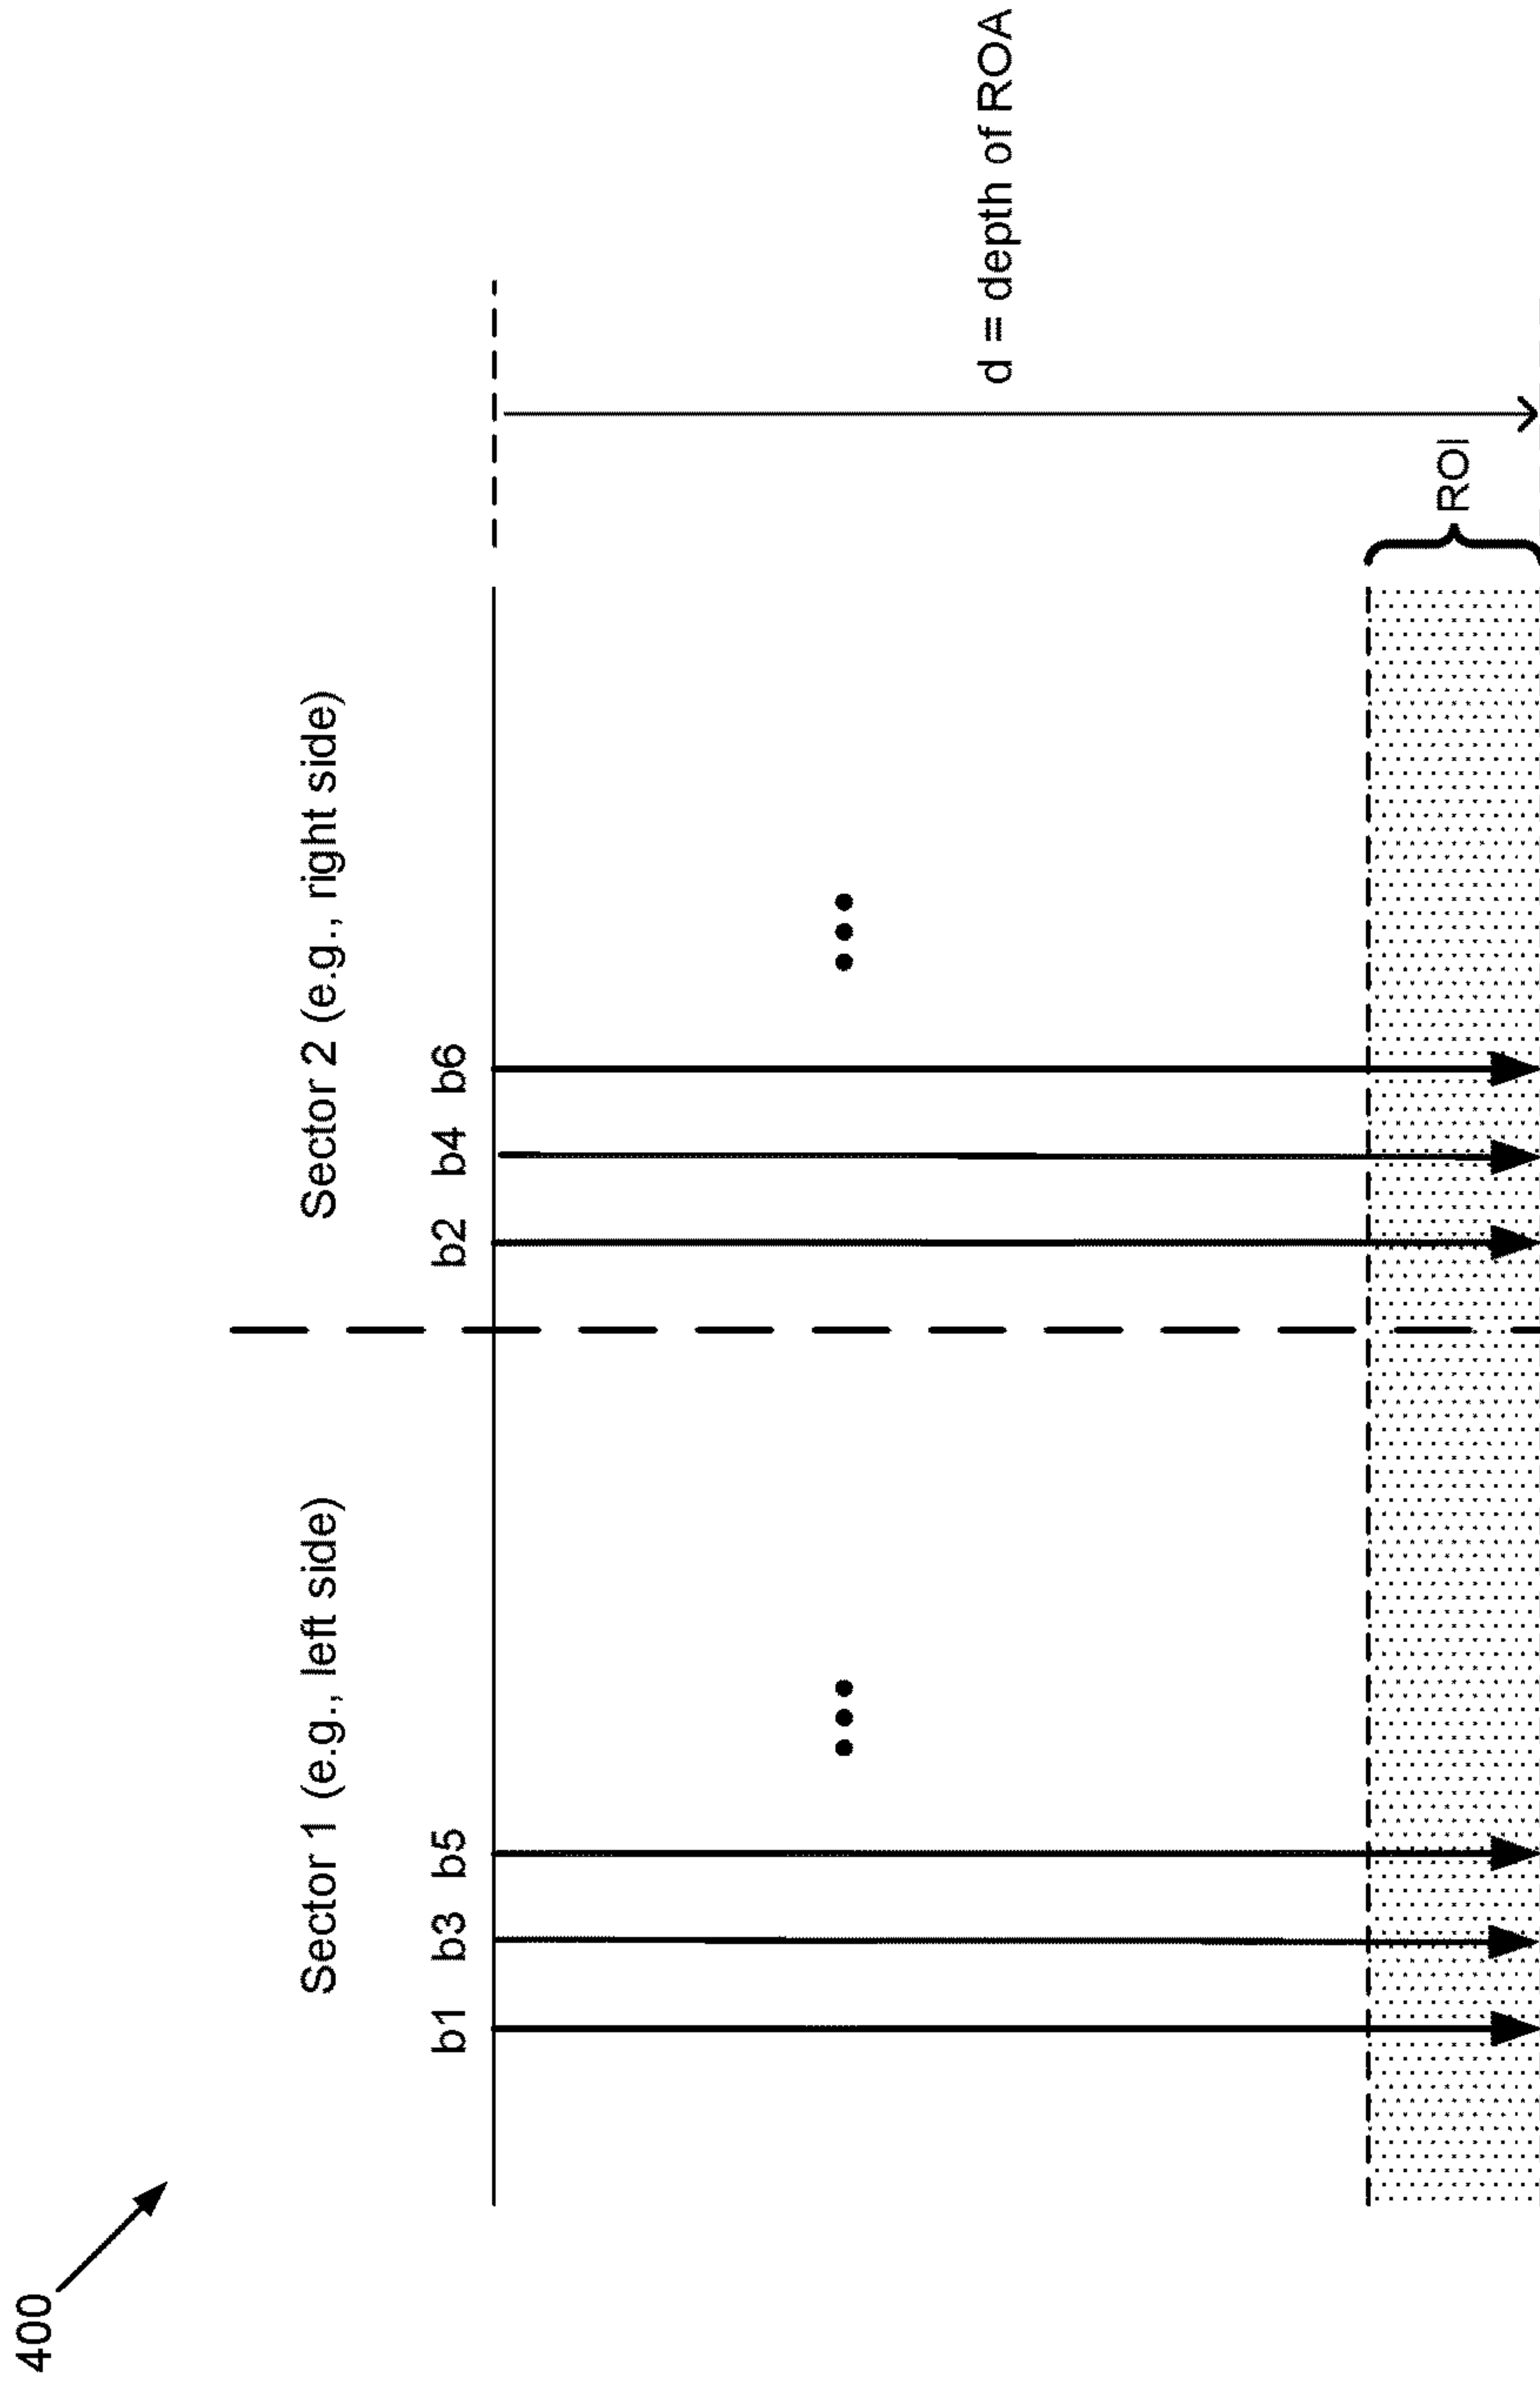 400
Sector 1 (e.g., left side)
Sector 2 (e.g., right side)
b1 b3 b5
b2 b4 b6
d = depth of ROA
ROI